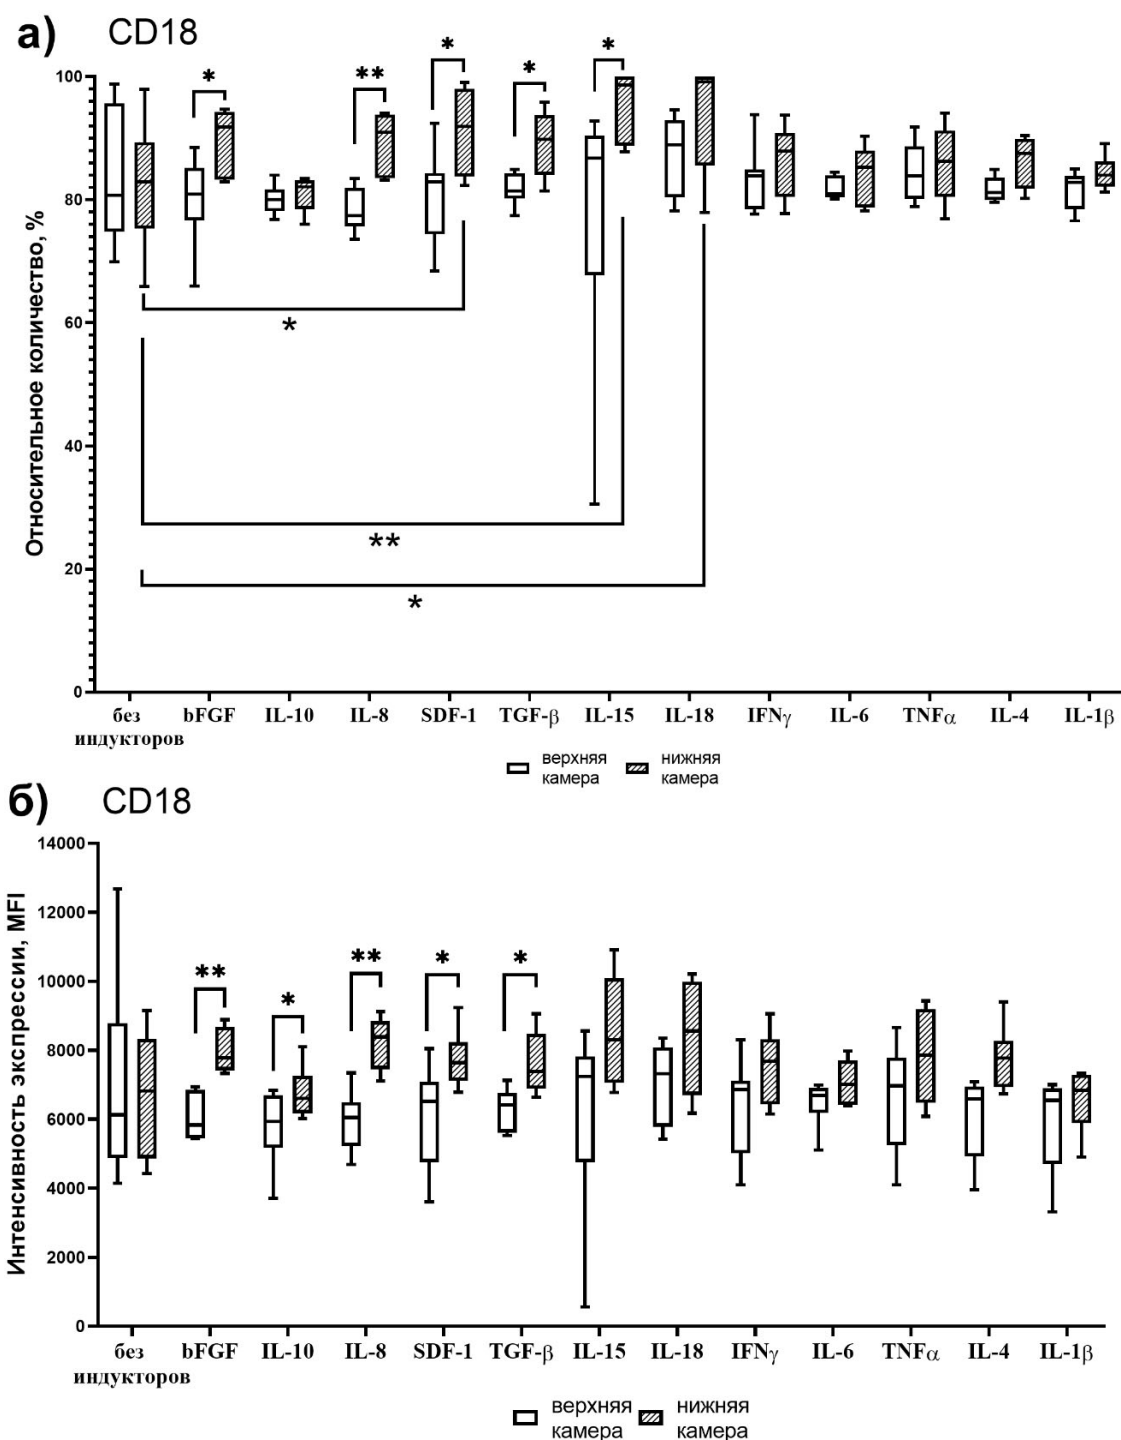 а) CD18
* ** * * *
100
80
60
40
20
0
Относительное количество, %
*
**
*
без индукторов bFGF IL-10 IL-8 SDF-1 TGF-β IL-15 IL-18 IFNγ IL-6 TNFα IL-4 IL-1β
верхняя камера нижняя камера
б) CD18
14000
12000
10000
8000
6000
4000
2000
0
Интенсивность экспрессии, MFI
** * ** * *
без индукторов bFGF IL-10 IL-8 SDF-1 TGF-β IL-15 IL-18 IFNγ IL-6 TNFα IL-4 IL-1β
верхняя камера нижняя камера